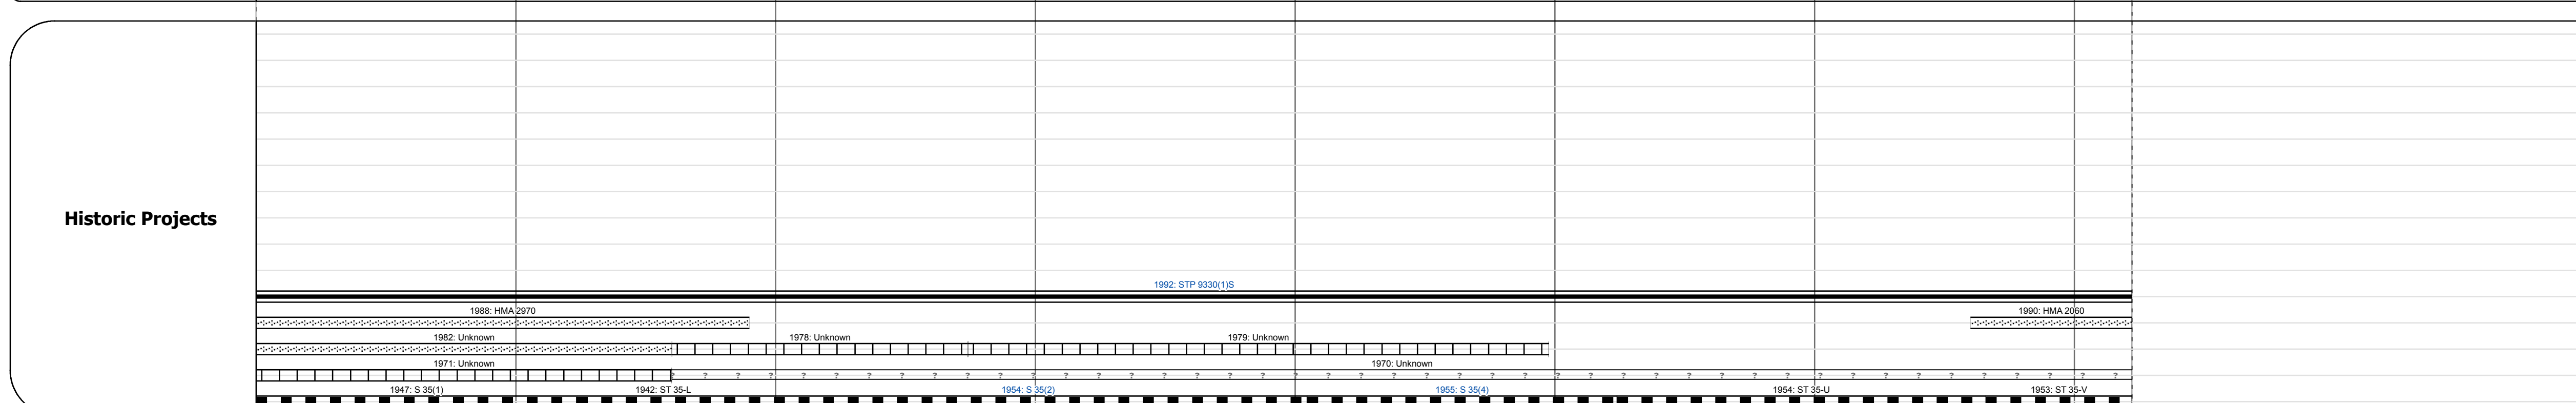 Historic Projects
1992: STP 9330(1)S
1988: HMA 2970 1990: HMA 2060
1982: Unknown 1978: Unknown 1979: Unknown
1971: Unknown 1970: Unknown
? ? ? ? ? ? ? ? ? ? ? ? ? ? ? ? ? ? ? ? ? ? ? ? ? ? ? ? ? ? ? ? ? ? ? ? ? ? ? ? ? ? ? ? ? ?
1947: S 35(1) 1942: ST 35-L 1954: S 35(2) 1955: S 35(4) 1954: ST 35-U 1953: ST 35-V